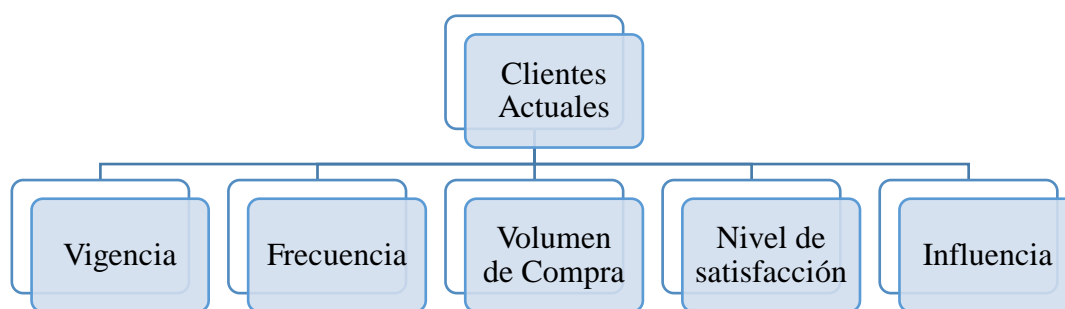 Clientes
Actuales
Vigencia
Frecuencia
Volumen
de Compra
Nivel de
satisfacción
Influencia